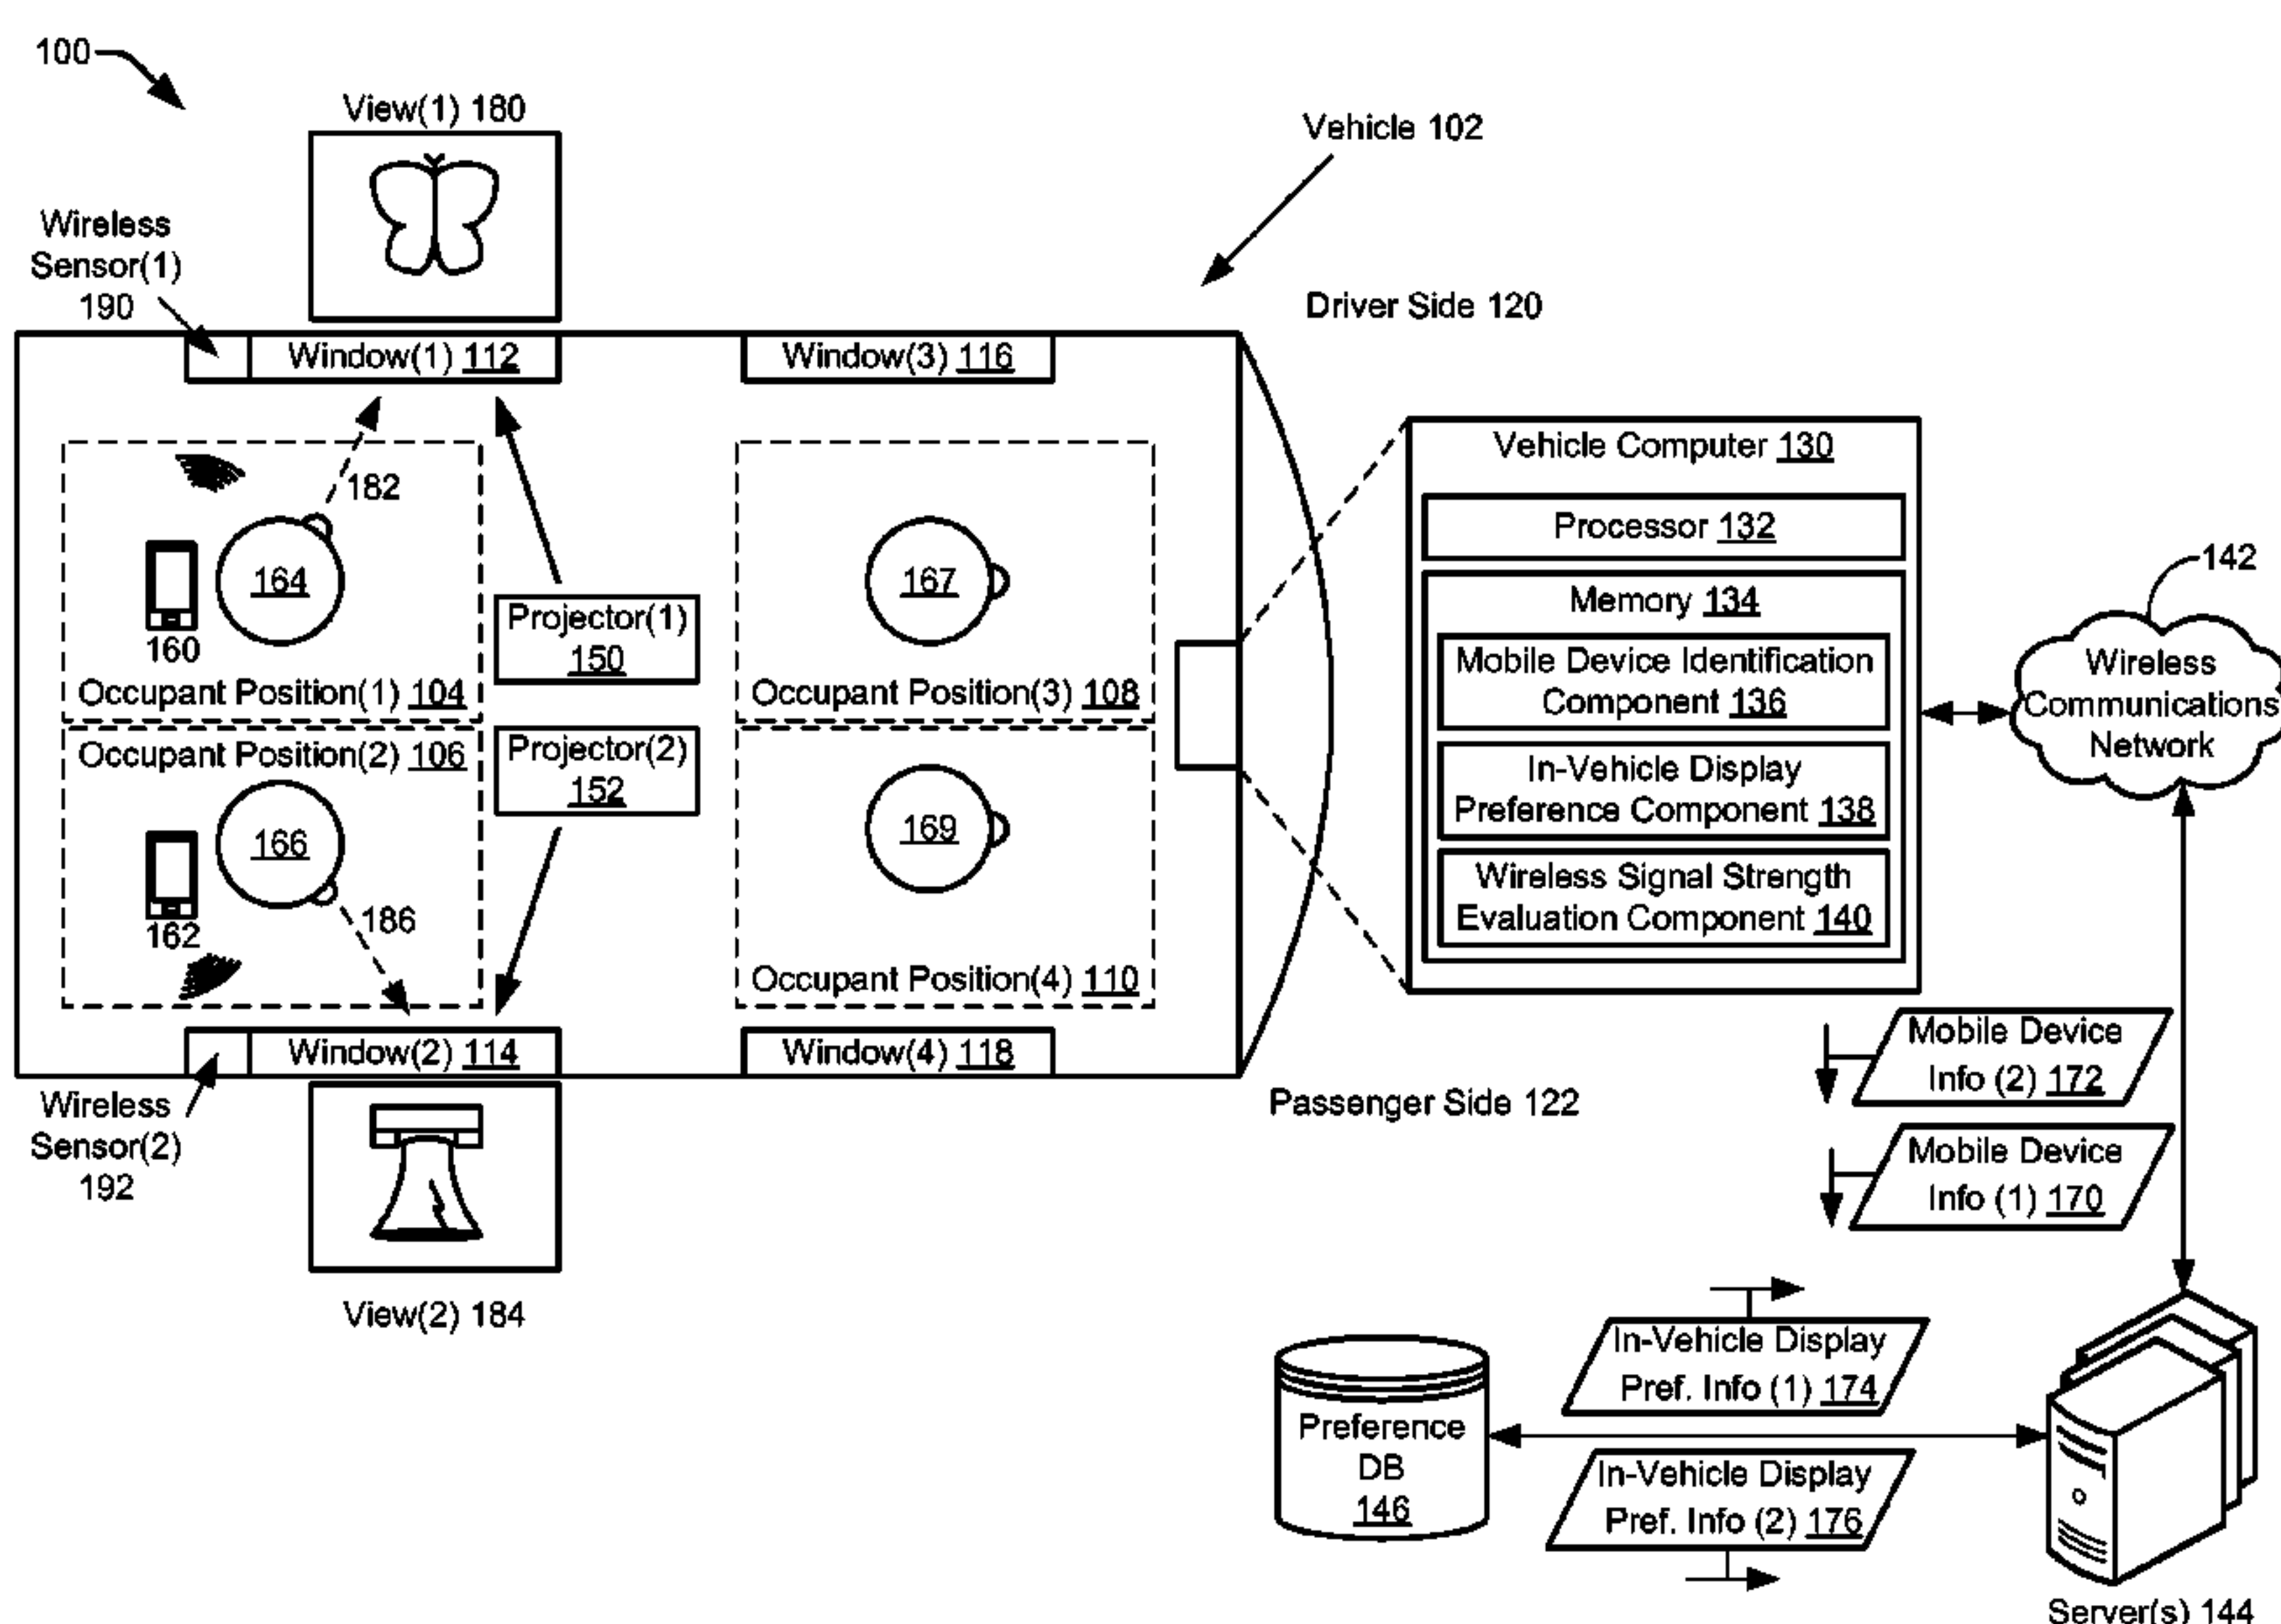 100
View(1) 180
Vehicle 102
Wireless
Sensor(1)
190
Driver Side 120
Window(1) 112
Window(3) 116
182
164
160
Occupant Position(1) 104
Projector(1)
150
167
Occupant Position(3) 108
Occupant Position(2) 106
Projector(2)
152
166
162
186
169
Occupant Position(4) 110
Window(2) 114
Window(4) 118
Wireless
Sensor(2)
192
Passenger Side 122
View(2) 184
Vehicle Computer 130
Processor 132
Memory 134
Mobile Device Identification
Component 136
In-Vehicle Display
Preference Component 138
Wireless Signal Strength
Evaluation Component 140
142
Wireless
Communications
Network
Mobile Device
Info (2) 172
Mobile Device
Info (1) 170
In-Vehicle Display
Pref. Info (1) 174
Preference
DB
146
In-Vehicle Display
Pref. Info (2) 176
Server(s) 144